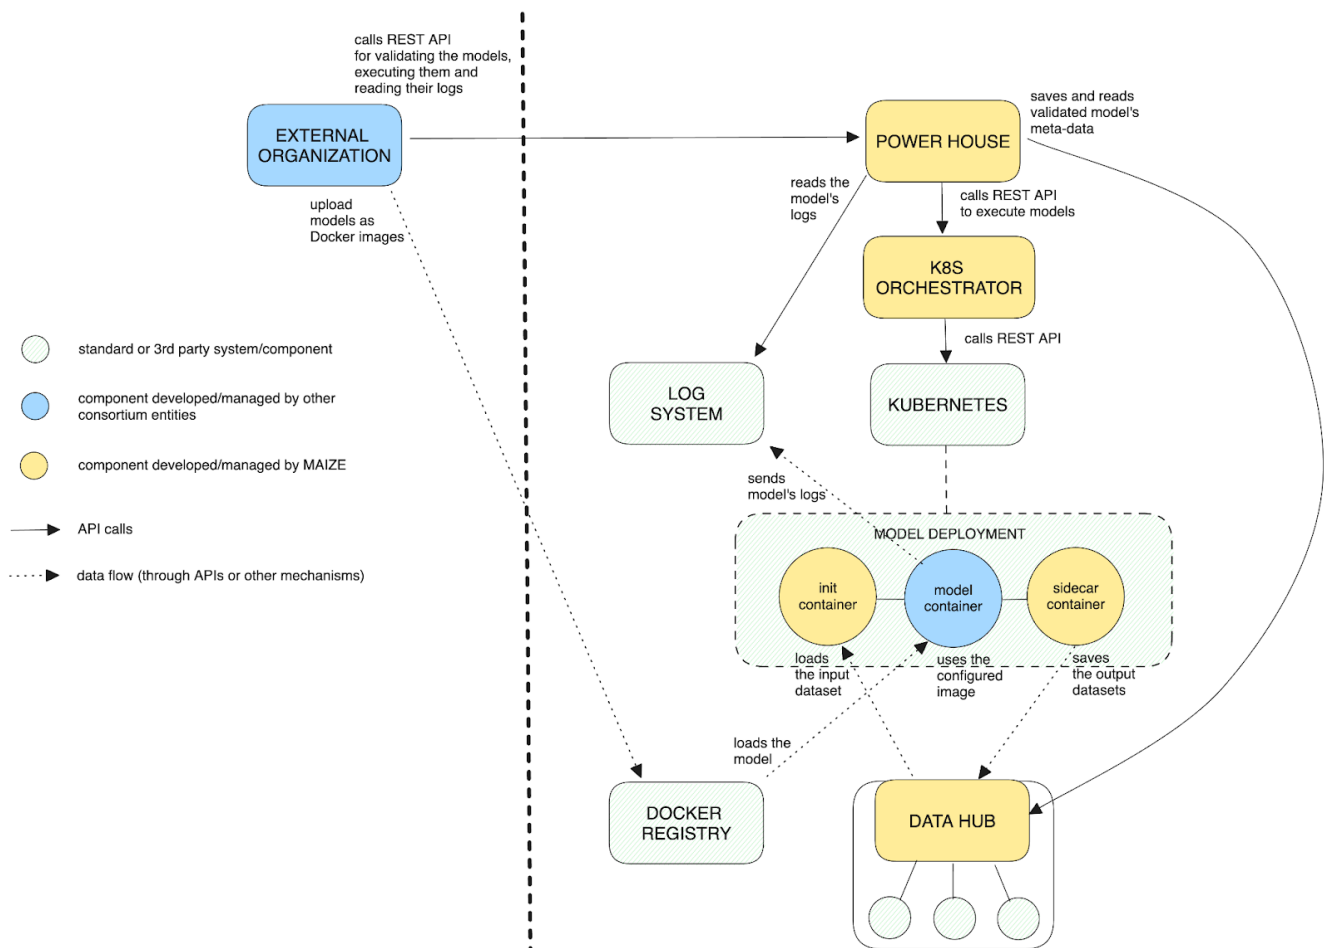 calls REST API
for validating the models,
executing them and
reading their logs
EXTERNAL
ORGANIZATION
upload
models as
Docker images
POWER HOUSE
saves and reads
validated model's
meta-data
reads the
model's
logs
calls REST API
to execute models
K8S
ORCHESTRATOR
calls REST API
LOG
SYSTEM
KUBERNETES
standard or 3rd party system/component
component developed/managed by other
consortium entities
component developed/managed by MAIZE
API calls
data flow (through APIs or other mechanisms)
sends
model's logs
MODEL DEPLOYMENT
init
container
model
container
sidecar
container
loads
the input
dataset
uses the
configured
image
saves
the output
datasets
loads the
model
DOCKER
REGISTRY
DATA HUB